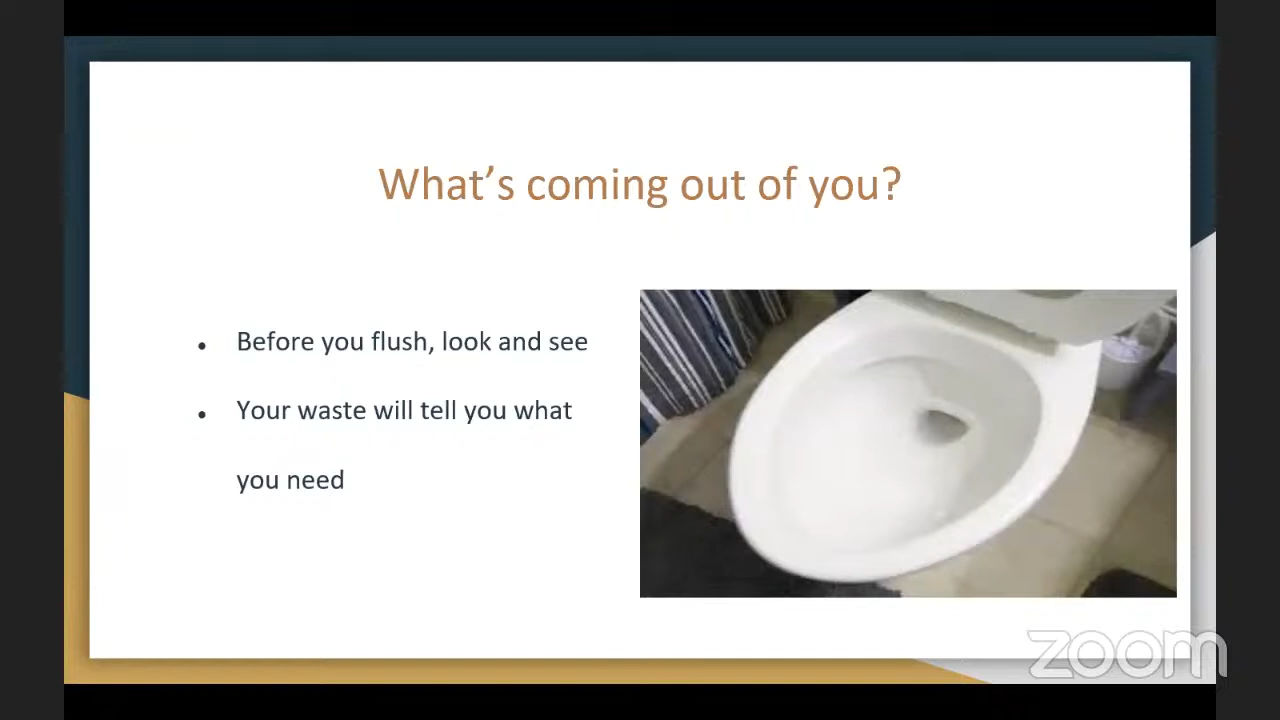 What’s coming out of you?
Before you flush, look and see
Your waste will tell you what
you need
zoom